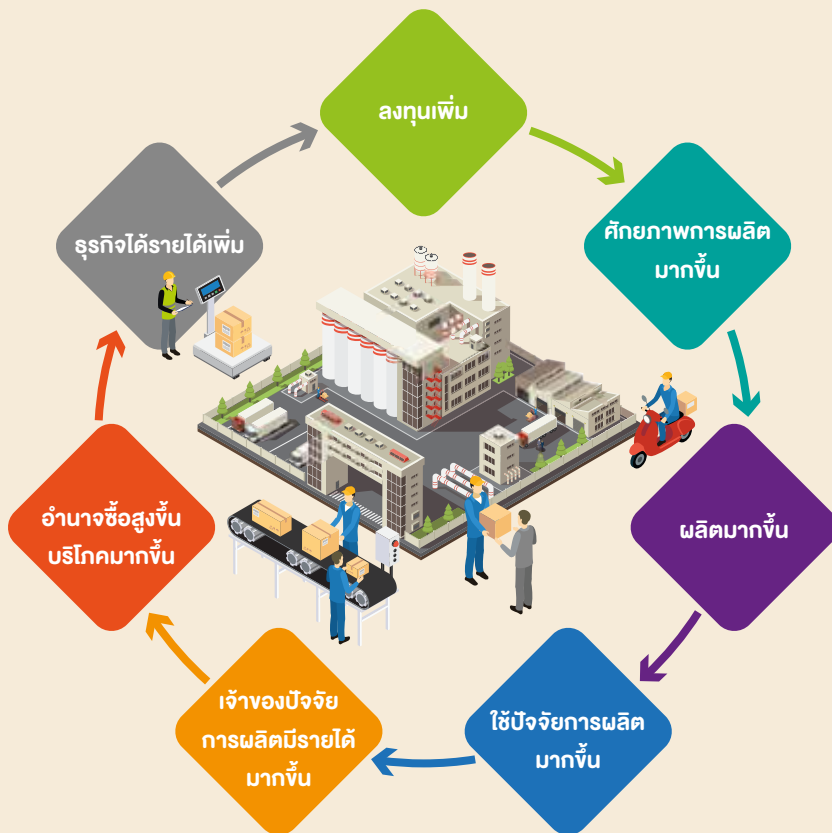 ลงทุนเพิ่ม
ศักยภาพการผลิต
มากขึ้น
ผลิตมากขึ้น
ใช้ปัจจัยการผลิต
มากขึ้น
เจ้าของปัจจัย
การผลิตมีรายได้
มากขึ้น
อำนาจซื้อสูงขึ้น
บริโภคมากขึ้น
ธุรกิจได้รายได้เพิ่ม